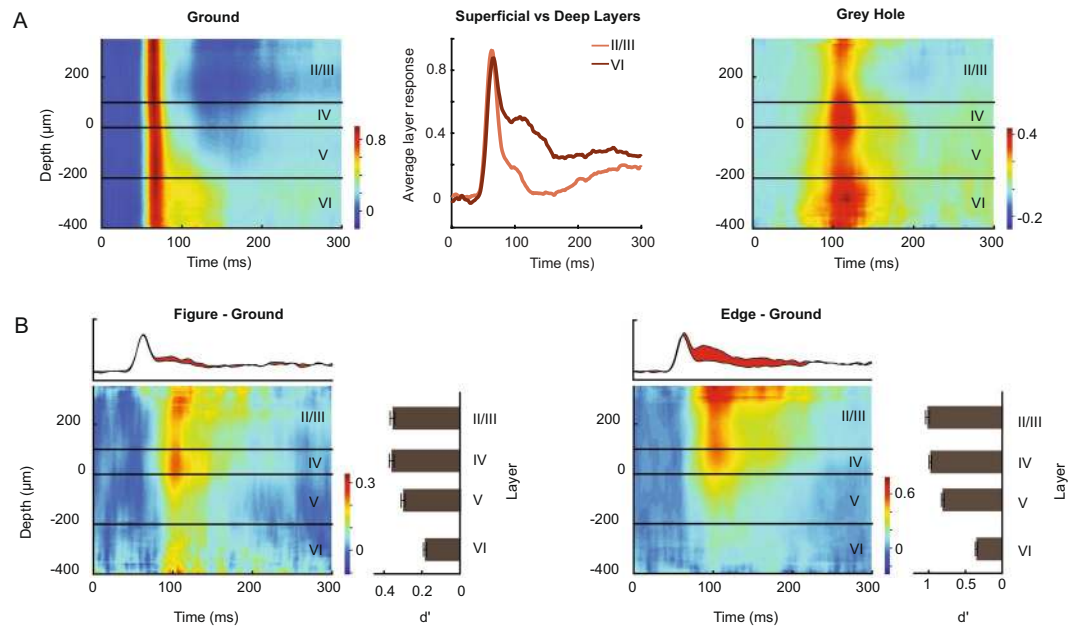 A
Ground
Superficial vs Deep Layers
Grey Hole
Depth (µm)
200
0
-200
-400
II/III
IV
V
VI
0.8
0.4
0
0 100 200 300
Time (ms)
Average layer response
0.8
0.4
0
II/III
VI
0 100 200 300
Time (ms)
200
0
-200
-400
II/III
IV
V
VI
0.4
-0.2
0 100 200 300
Time (ms)
B
Figure - Ground
Edge - Ground
Depth (µm)
200
0
-200
-400
II/III
IV
V
VI
0.3
0
0 100 200 300
Time (ms)
II/III
IV
V
VI
Layer
0.4 0.2 0
d'
200
0
-200
-400
II/III
IV
V
VI
0.6
0
0 100 200 300
Time (ms)
II/III
IV
V
VI
Layer
1 0.5 0
d'